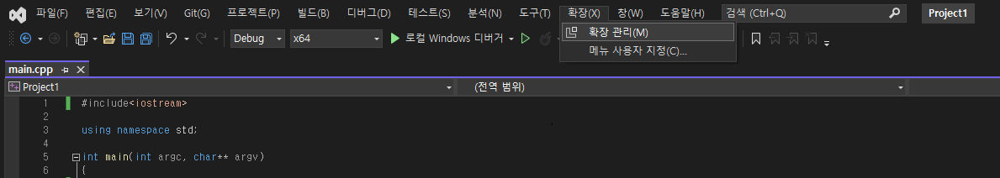 파일(F) 편집(E) 보기(V) Git(G) 프로젝트(P) 빌드(B) 디버그(D) 테스트(S) 분석(N) 도구(T) 확장(X) 창(W) 도움말(H) 검색 (Ctrl+Q) Project1
Debug x64 로컬 Windows 디버거
확장 관리(M)
메뉴 사용자 지정(C)...
main.cpp
Project1 (전역 범위)
1 #include<iostream>
2
3 using namespace std;
4
5 int main(int argc, char** argv)
6 {